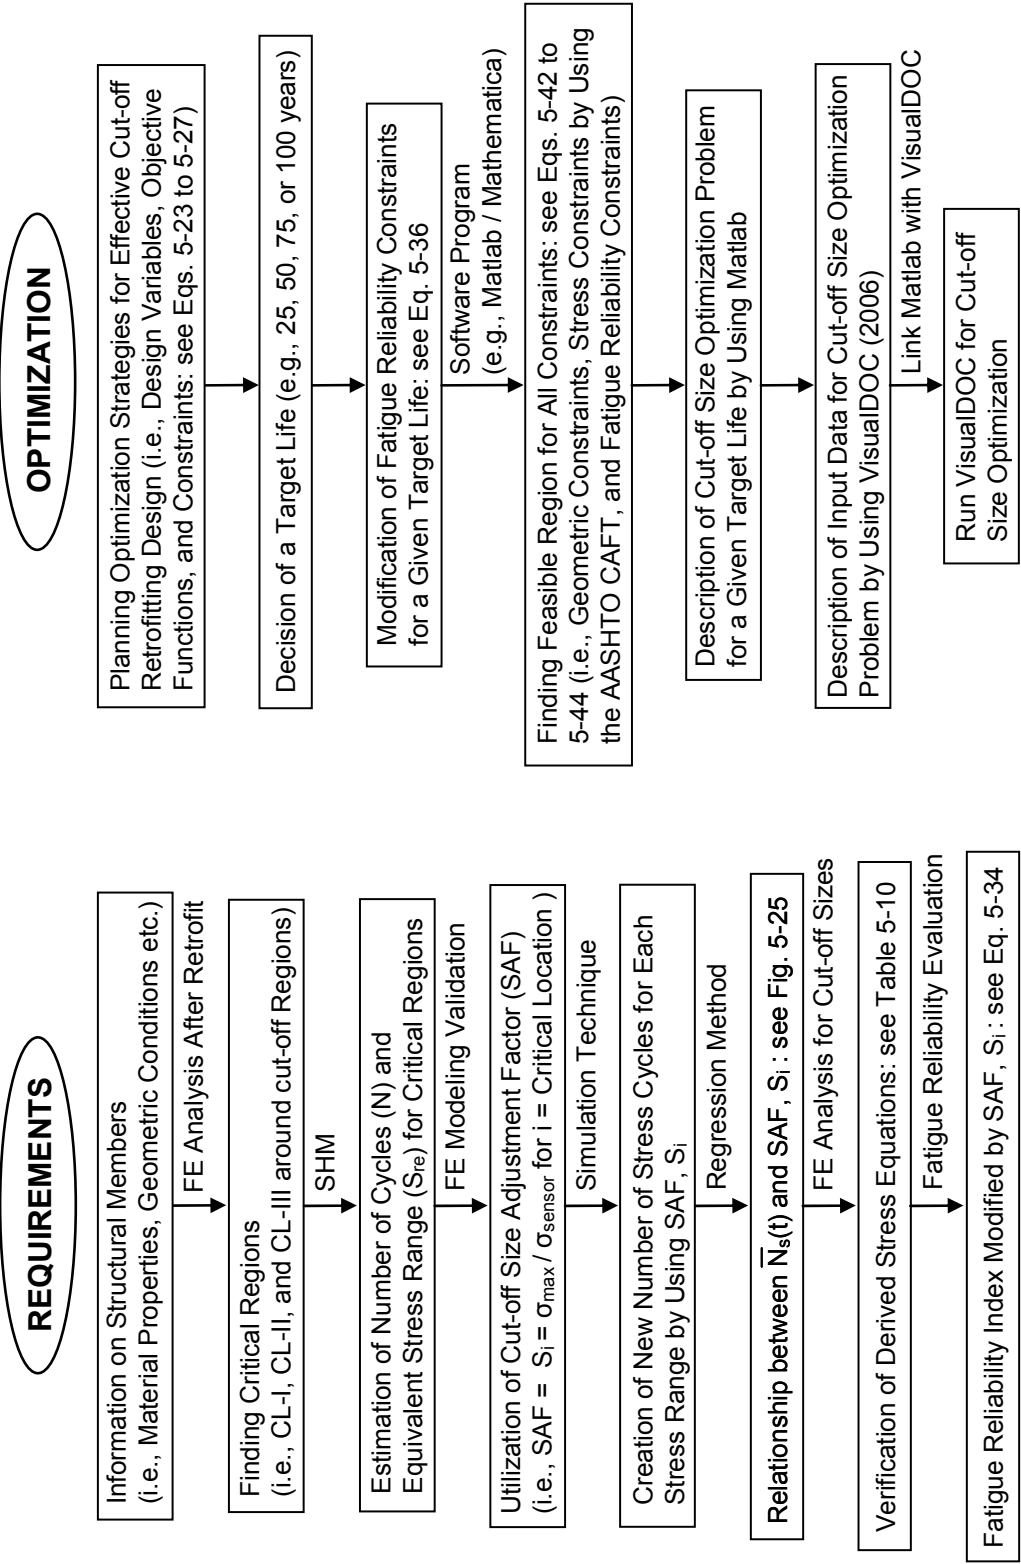 REQUIREMENTS
Information on Structural Members
(i.e., Material Properties, Geometric Conditions etc.)
FE Analysis After Retrofit
Finding Critical Regions
(i.e., CL-I, CL-II, and CL-III around cut-off Regions)
SHM
Estimation of Number of Cycles (N) and
Equivalent Stress Range (Sre) for Critical Regions
FE Modeling Validation
Utilization of Cut-off Size Adjustment Factor (SAF)
(i.e., SAF = Si = σmax / σsensor for i = Critical Location )
Simulation Technique
Creation of New Number of Stress Cycles for Each
Stress Range by Using SAF, Si
Regression Method
Relationship between N̅s(t) and SAF, Si : see Fig. 5-25
FE Analysis for Cut-off Sizes
Verification of Derived Stress Equations: see Table 5-10
Fatigue Reliability Evaluation
Fatigue Reliability Index Modified by SAF, Si : see Eq. 5-34
OPTIMIZATION
Planning Optimization Strategies for Effective Cut-off
Retrofitting Design (i.e., Design Variables, Objective
Functions, and Constraints: see Eqs. 5-23 to 5-27)
Decision of a Target Life (e.g., 25, 50, 75, or 100 years)
Modification of Fatigue Reliability Constraints
for a Given Target Life: see Eq. 5-36
Software Program
(e.g., Matlab / Mathematica)
Finding Feasible Region for All Constraints: see Eqs. 5-42 to
5-44 (i.e., Geometric Constraints, Stress Constraints by Using
the AASHTO CAFT, and Fatigue Reliability Constraints)
Description of Cut-off Size Optimization Problem
for a Given Target Life by Using Matlab
Description of Input Data for Cut-off Size Optimization
Problem by Using VisualDOC (2006)
Link Matlab with VisualDOC
Run VisualDOC for Cut-off
Size Optimization